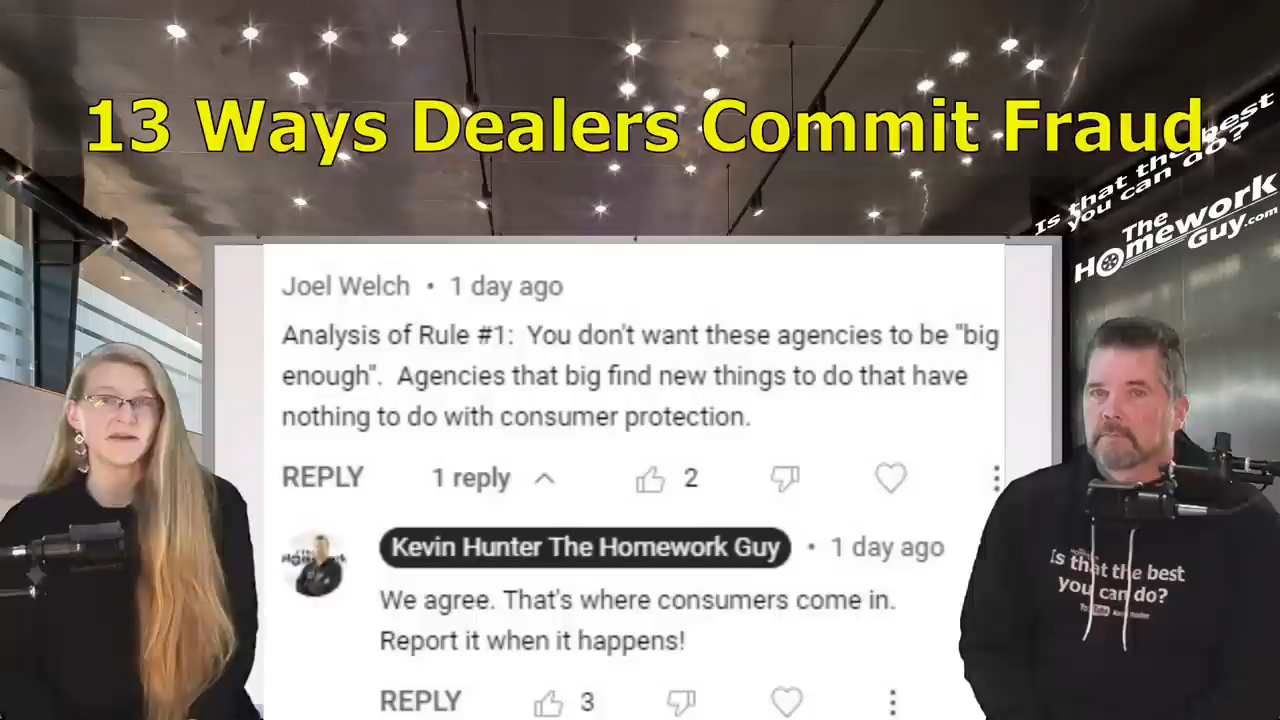 13 Ways Dealers Commit Fraud
Is that the best
you can do?
The
Homework
Guy.com
Joel Welch • 1 day ago
Analysis of Rule #1: You don't want these agencies to be "big
enough". Agencies that big find new things to do that have
nothing to do with consumer protection.
REPLY 1 reply 2
Kevin Hunter The Homework Guy • 1 day ago
We agree. That's where consumers come in.
Report it when it happens!
REPLY 3
Is that the best
you can do?